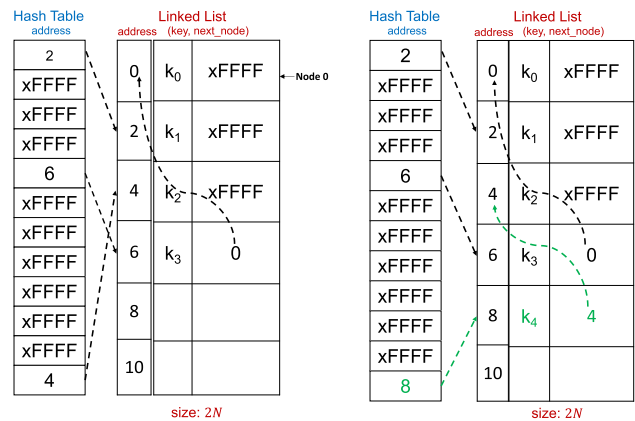 Hash Table
address
2
xFFFF
xFFFF
xFFFF
6
xFFFF
xFFFF
xFFFF
xFFFF
xFFFF
xFFFF
4
Linked List
address (key, next_node)
0 k0 xFFFF
2 k1 xFFFF
4 k2 xFFFF
6 k3 0
8
10
Node 0
size: 2N
Hash Table
address
2
xFFFF
xFFFF
xFFFF
6
xFFFF
xFFFF
xFFFF
xFFFF
xFFFF
xFFFF
8
Linked List
address (key, next_node)
0 k0 xFFFF
2 k1 xFFFF
4 k2 xFFFF
6 k3 0
8 k4 4
10
size: 2N